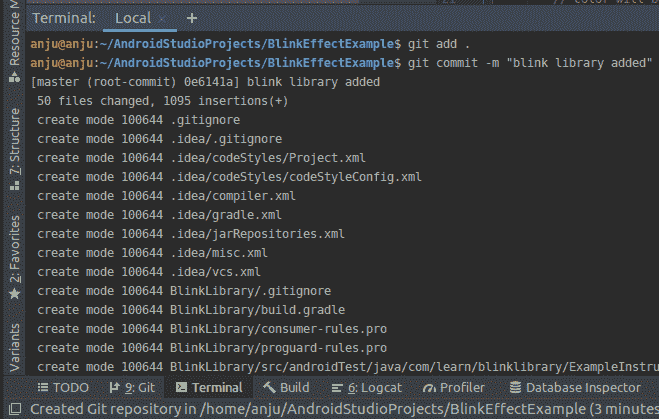 21
// Color will b
Terminal:
Local
+
anju@anju:~/AndroidStudioProjects/BlinkEffectExample$ git add .
anju@anju:~/AndroidStudioProjects/BlinkEffectExample$ git commit -m "blink library added"
[master (root-commit) 0e6141a] blink library added
50 files changed, 1095 insertions(+)
create mode 100644 .gitignore
create mode 100644 .idea/.gitignore
create mode 100644 .idea/codeStyles/Project.xml
create mode 100644 .idea/codeStyles/codeStyleConfig.xml
create mode 100644 .idea/compiler.xml
create mode 100644 .idea/gradle.xml
create mode 100644 .idea/jarRepositories.xml
create mode 100644 .idea/misc.xml
create mode 100644 .idea/vcs.xml
create mode 100644 BlinkLibrary/.gitignore
create mode 100644 BlinkLibrary/build.gradle
create mode 100644 BlinkLibrary/consumer-rules.pro
create mode 100644 BlinkLibrary/proguard-rules.pro
create mode 100644 BlinkLibrary/src/androidTest/java/com/learn/blinklibrary/ExampleInstru
Resource M
7: Structure
2: Favorites
Variants
TODO
9: Git
Terminal
Build
6: Logcat
Profiler
Database Inspector
Created Git repository in /home/anju/AndroidStudioProjects/BlinkEffectExample (3 minutes